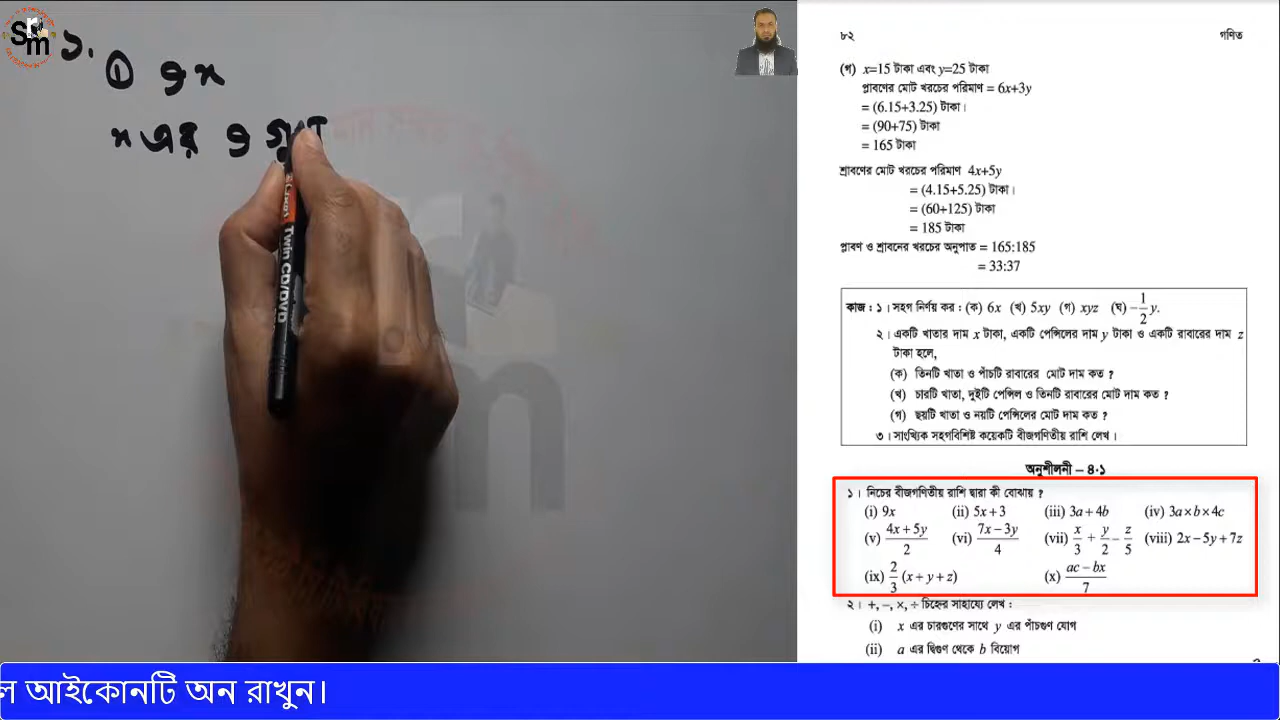 srm
১.
① 9x
x এর 9 গুণ
৮২ গণিত
(গ) x=15 টাকা এবং y=25 টাকা
প্লাবণের মোট খরচের পরিমাণ = 6x+3y
= (6.15+3.25) টাকা।
= (90+75) টাকা
= 165 টাকা
শ্রাবণের মোট খরচের পরিমাণ 4x+5y
= (4.15+5.25) টাকা।
= (60+125) টাকা
= 185 টাকা
প্লাবণ ও শ্রাবনের খরচের অনুপাত = 165:185
= 33:37
কাজ : ১। সহগ নির্ণয় কর : (ক) 6x (খ) 5xy (গ) xyz (ঘ) −1/2 y.
২। একটি খাতার দাম x টাকা, একটি পেন্সিলের দাম y টাকা ও একটি রাবারের দাম z
টাকা হলে,
(ক) তিনটি খাতা ও পাঁচটি রাবারের মোট দাম কত ?
(খ) চারটি খাতা, দুইটি পেন্সিল ও তিনটি রাবারের মোট দাম কত ?
(গ) ছয়টি খাতা ও নয়টি পেন্সিলের মোট দাম কত ?
৩। সাংখ্যিক সহগবিশিষ্ট কয়েকটি বীজগণিতীয় রাশি লেখ।
অনুশীলনী – ৪·১
১। নিচের বীজগণিতীয় রাশি দ্বারা কী বোঝায় ?
(i) 9x (ii) 5x+3 (iii) 3a+4b (iv) 3a×b×4c
(v) (4x+5y)/2 (vi) (7x−3y)/4 (vii) x/3 + y/2 − z/5 (viii) 2x−5y+7z
(ix) 2/3 (x+y+z) (x) (ac−bx)/7
২। +, −, ×, ÷ চিহ্নের সাহায্যে লেখ :
(i) x এর চারগুণের সাথে y এর পাঁচগুণ যোগ
(ii) a এর দ্বিগুণ থেকে b বিয়োগ
ল আইকোনটি অন রাখুন।
Twin CD/DVD